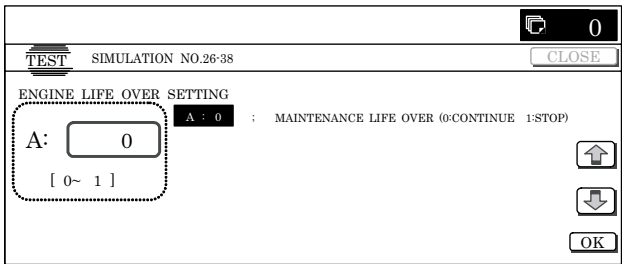 0
TEST SIMULATION NO.26-38 CLOSE
ENGINE LIFE OVER SETTING
A : 0 ; MAINTENANCE LIFE OVER (0:CONTINUE 1:STOP)
A: 0
[ 0~ 1 ]
OK